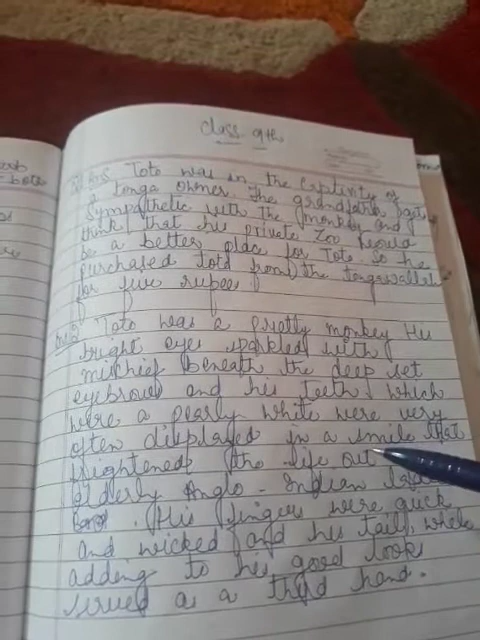 class 9th
Ans Toto was in the captivity of
a tonga owner. The grandfather
Sympathetic with the monkey and
think that his private Zoo would
be a better place for Toto. So he
purchased toto from the tongawallah
for five rupees
Ans 2 Toto was a pretty monkey His
bright eyes sparkled with
mischief beneath the deep set
eyebrows and his teeth which
were a pearly white were very
often displayed in a smile that
frightened the life out
elderly Anglo-Indian
His fingers were quick
and wicked and his tail, while
adding to his good look
served as a third hand.
both